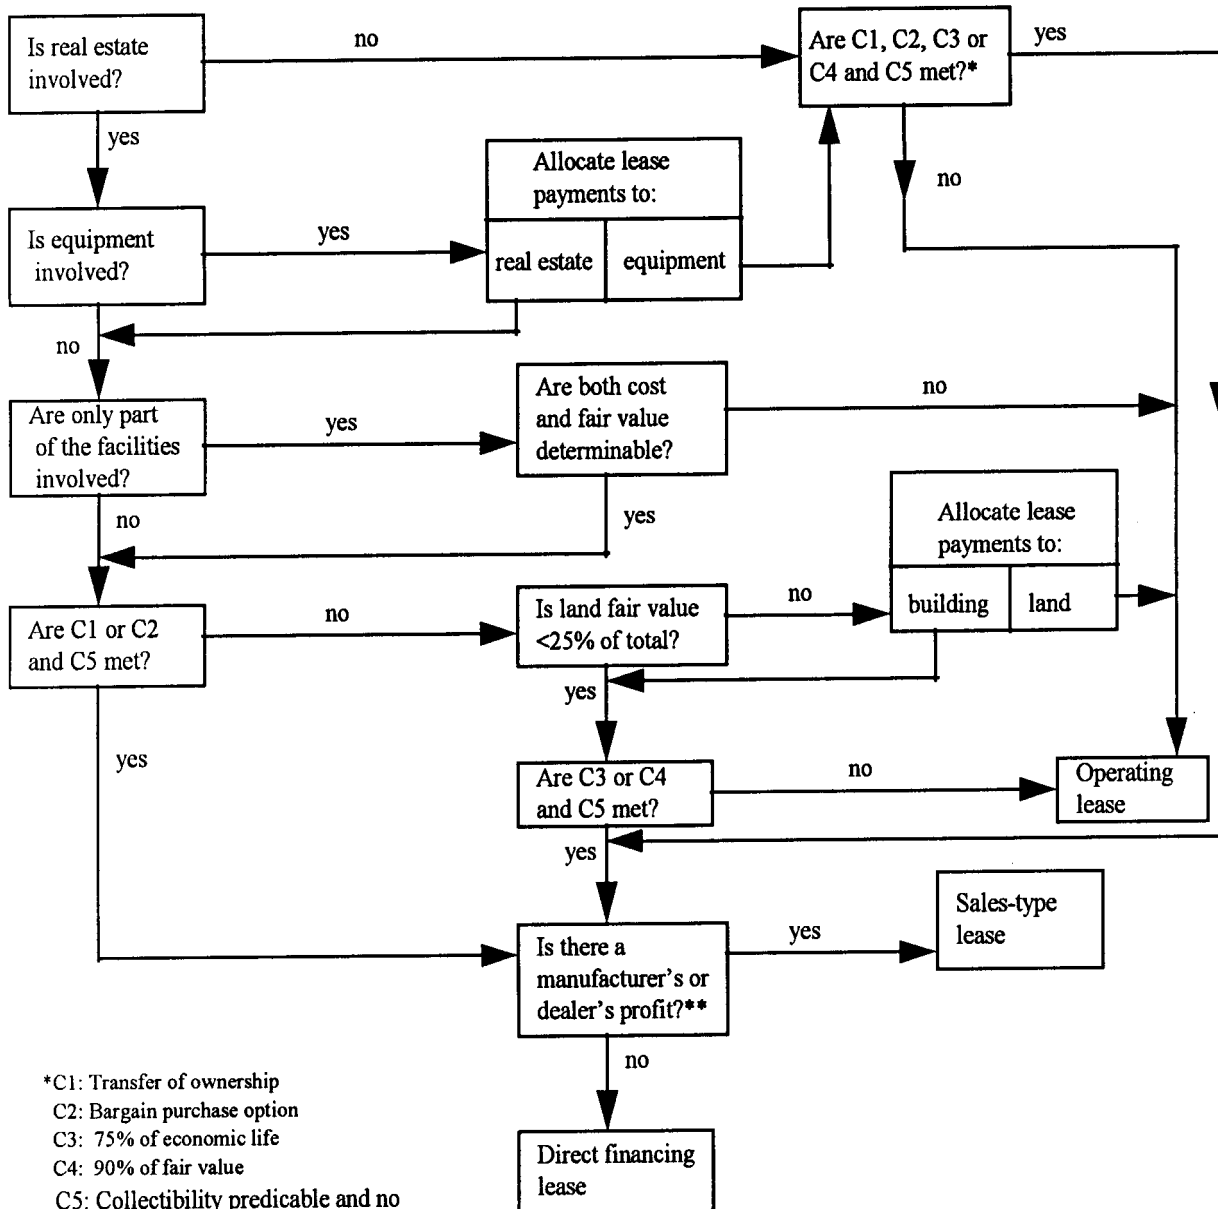 Is real estate
involved?
no
Are C1, C2, C3 or
C4 and C5 met?*
yes
yes
no
Allocate lease
payments to:
real estate
equipment
Is equipment
involved?
yes
no
Are only part
of the facilities
involved?
yes
Are both cost
and fair value
determinable?
no
no
yes
Allocate lease
payments to:
building
land
Are C1 or C2
and C5 met?
no
Is land fair value
<25% of total?
no
yes
yes
Are C3 or C4
and C5 met?
no
Operating
lease
yes
Is there a
manufacturer's or
dealer's profit?**
yes
Sales-type
lease
no
Direct financing
lease
*C1: Transfer of ownership
C2: Bargain purchase option
C3: 75% of economic life
C4: 90% of fair value
C5: Collectibility predicable and no